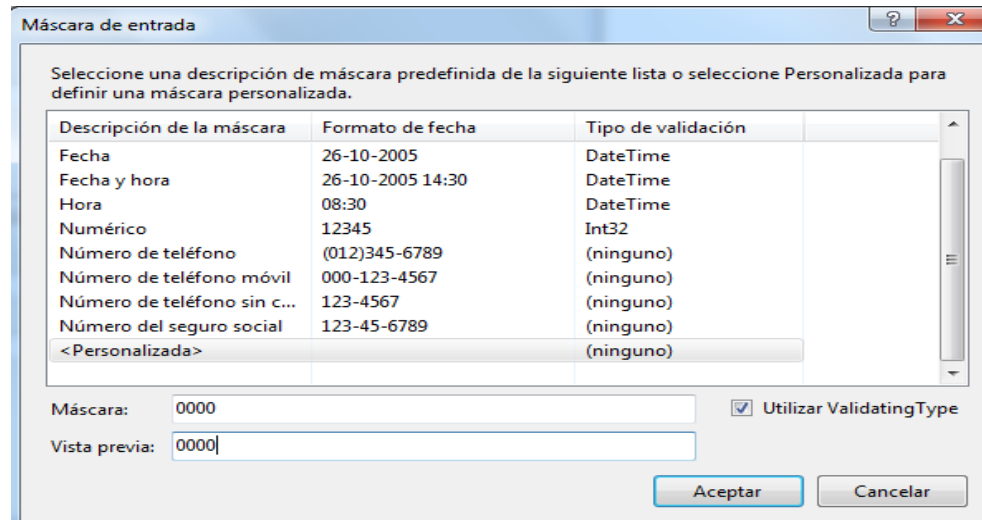 Máscara de entrada
Seleccione una descripción de máscara predefinida de la siguiente lista o seleccione Personalizada para
definir una máscara personalizada.
Descripción de la máscara Formato de fecha Tipo de validación
Fecha 26-10-2005 DateTime
Fecha y hora 26-10-2005 14:30 DateTime
Hora 08:30 DateTime
Numérico 12345 Int32
Número de teléfono (012)345-6789 (ninguno)
Número de teléfono móvil 000-123-4567 (ninguno)
Número de teléfono sin c... 123-4567 (ninguno)
Número del seguro social 123-45-6789 (ninguno)
<Personalizada> (ninguno)
Máscara: 0000 Utilizar ValidatingType
Vista previa: 0000
Aceptar Cancelar